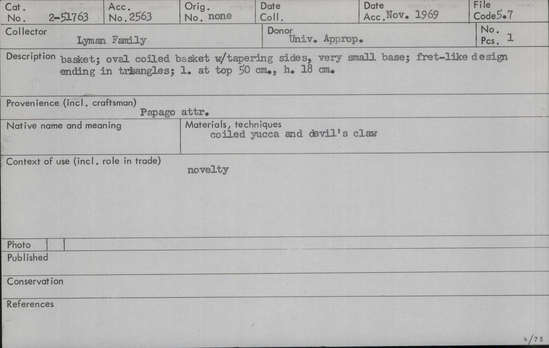 Cat. No. 2-51763 Acc. No. 2563 Orig. No. none Date Coll. Date Acc. Nov. 1969 File Code 5.7
Collector Lyman Family Donor Univ. Approp. No. Pcs. 1
Description basket; oval coiled basket w/tapering sides, very small base; fret-like design
ending in triangles; l. at top 50 cm., h. 18 cm.
Provenience (incl. craftsman)
Papago attr.
Native name and meaning Materials, techniques
coiled yucca and devil's claw
Context of use (incl. role in trade)
novelty
Photo
Published
Conservation
References
4/73